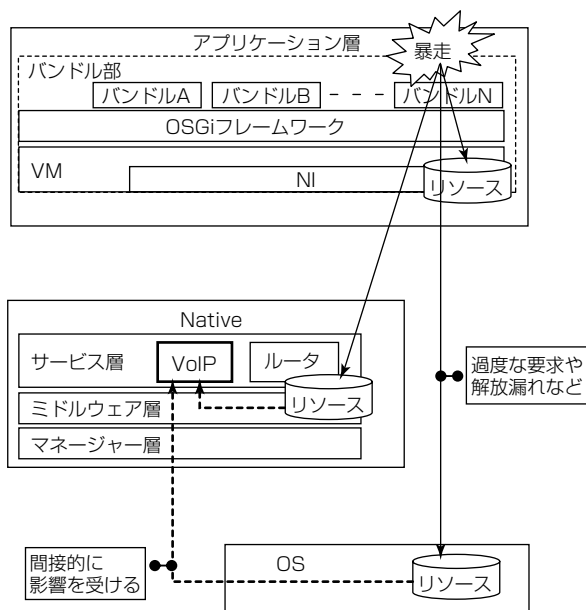 アプリケーション層
暴走
バンドル部
バンドルA
バンドルB
バンドルN
OSGiフレームワーク
VM
NI
リソース
Native
サービス層
VoIP
ルータ
リソース
ミドルウェア層
マネージャー層
過度な要求や
解放漏れなど
間接的に
影響を受ける
OS
リソース